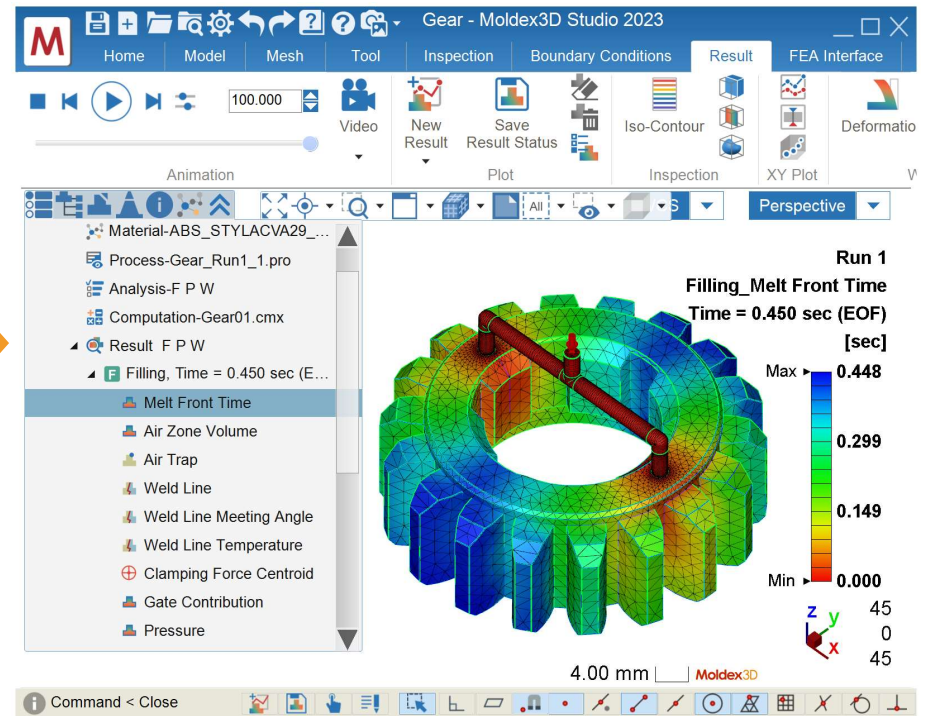 Gear - Moldex3D Studio 2023
M
Home Model Mesh Tool Inspection Boundary Conditions Result FEA Interface
100.000
Video
New Result
Save Result Status
Iso-Contour
Deformatio
Animation Plot Inspection XY Plot
All
S
Perspective
Material-ABS_STYLACVA29_...
Process-Gear_Run1_1.pro
Analysis-F P W
Computation-Gear01.cmx
Result F P W
F Filling, Time = 0.450 sec (E...
Melt Front Time
Air Zone Volume
Air Trap
Weld Line
Weld Line Meeting Angle
Weld Line Temperature
Clamping Force Centroid
Gate Contribution
Pressure
Run 1
Filling_Melt Front Time
Time = 0.450 sec (EOF)
[sec]
Max 0.448
0.299
0.149
Min 0.000
z y x
45
0
45
4.00 mm
Moldex3D
Command < Close